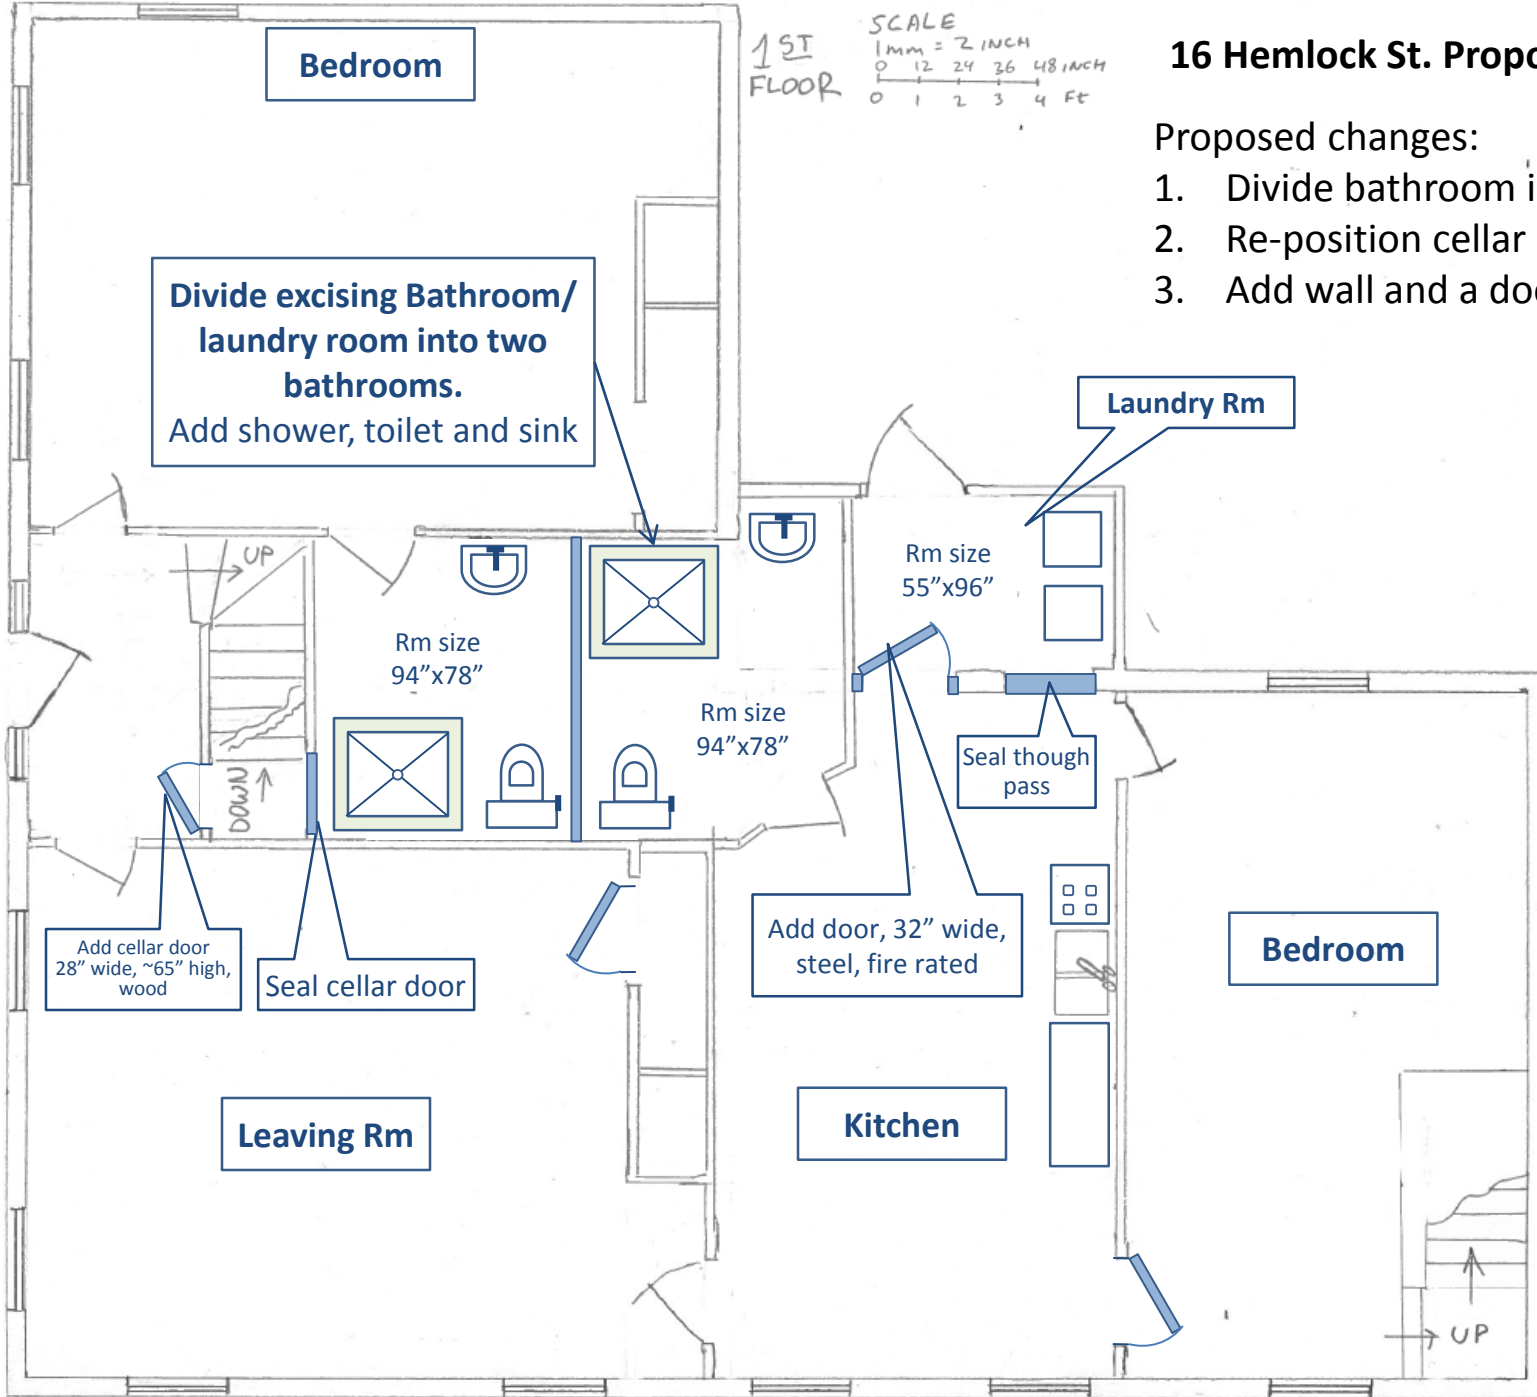 1ST
FLOOR
SCALE
1mm = 2 INCH
0 12 24 36 48 INCH
0 1 2 3 4 Ft
16 Hemlock St. Propo
Proposed changes:
1. Divide bathroom i
2. Re-position cellar
3. Add wall and a doo
Bedroom
Divide excising Bathroom/
laundry room into two
bathrooms.
Add shower, toilet and sink
Laundry Rm
UP
Rm size
55”x96”
Rm size
94”x78”
Rm size
94”x78”
Seal though
pass
DOWN
Add cellar door
28” wide, ~65” high,
wood
Seal cellar door
Add door, 32” wide,
steel, fire rated
Bedroom
Leaving Rm
Kitchen
UP